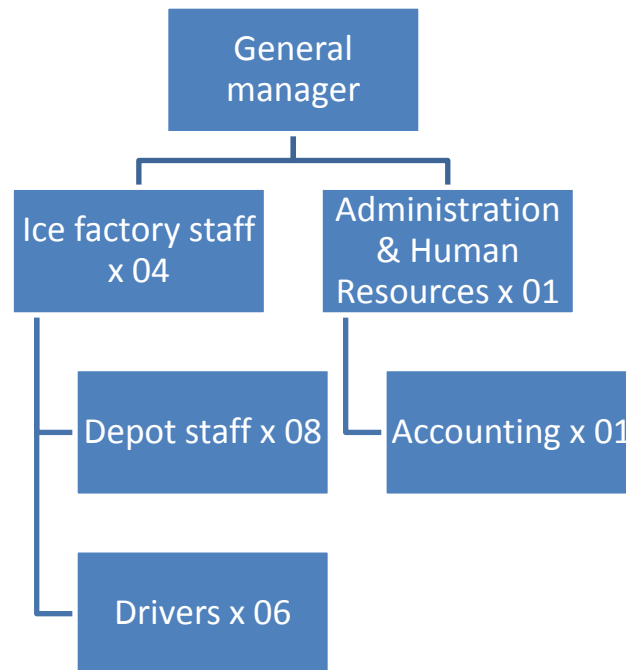 General
manager
Ice factory staff
x 04
Administration
& Human
Resources x 01
Depot staff x 08
Accounting x 01
Drivers x 06